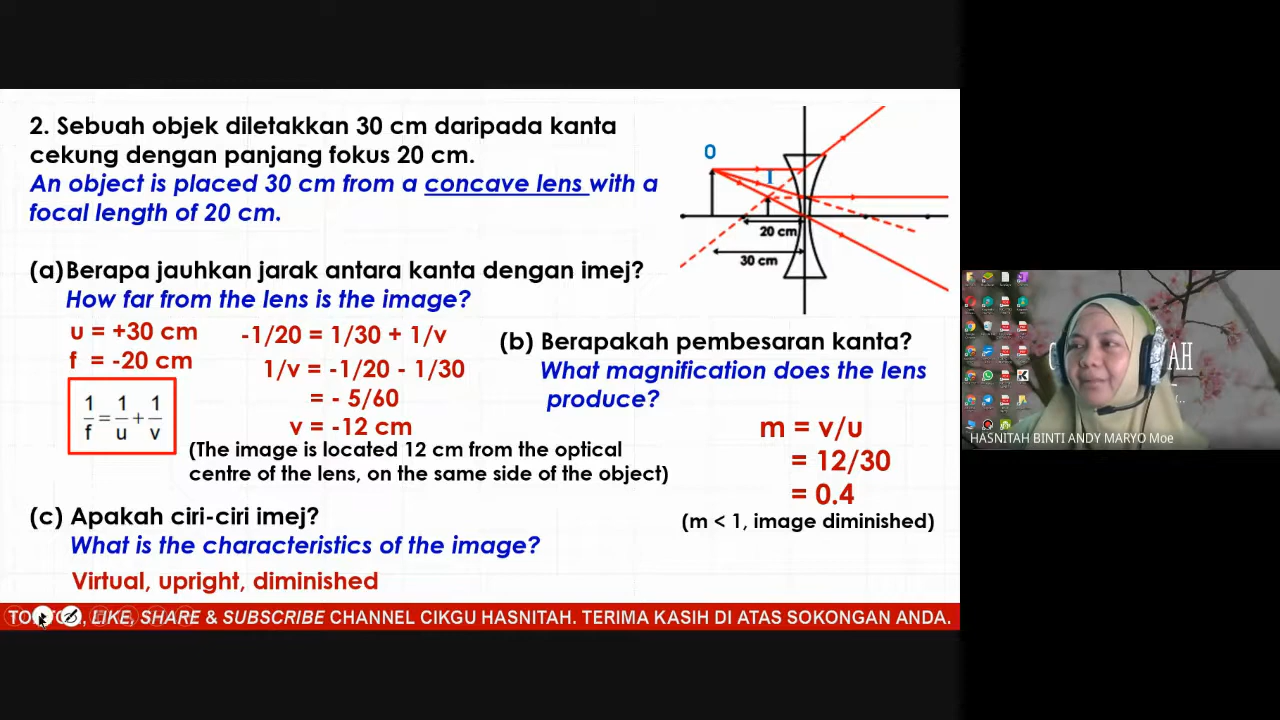 2. Sebuah objek diletakkan 30 cm daripada kanta
cekung dengan panjang fokus 20 cm.
An object is placed 30 cm from a concave lens with a
focal length of 20 cm.
O
I
20 cm
30 cm
(a)Berapa jauhkan jarak antara kanta dengan imej?
How far from the lens is the image?
u = +30 cm
f = -20 cm
1/f = 1/u + 1/v
-1/20 = 1/30 + 1/v
1/v = -1/20 - 1/30
= - 5/60
v = -12 cm
(The image is located 12 cm from the optical
centre of the lens, on the same side of the object)
(b) Berapakah pembesaran kanta?
What magnification does the lens
produce?
m = v/u
= 12/30
= 0.4
(m < 1, image diminished)
(c) Apakah ciri-ciri imej?
What is the characteristics of the image?
Virtual, upright, diminished
LIKE, SHARE & SUBSCRIBE CHANNEL CIKGU HASNITAH. TERIMA KASIH DI ATAS SOKONGAN ANDA.
HASNITAH BINTI ANDY MARYO Moe